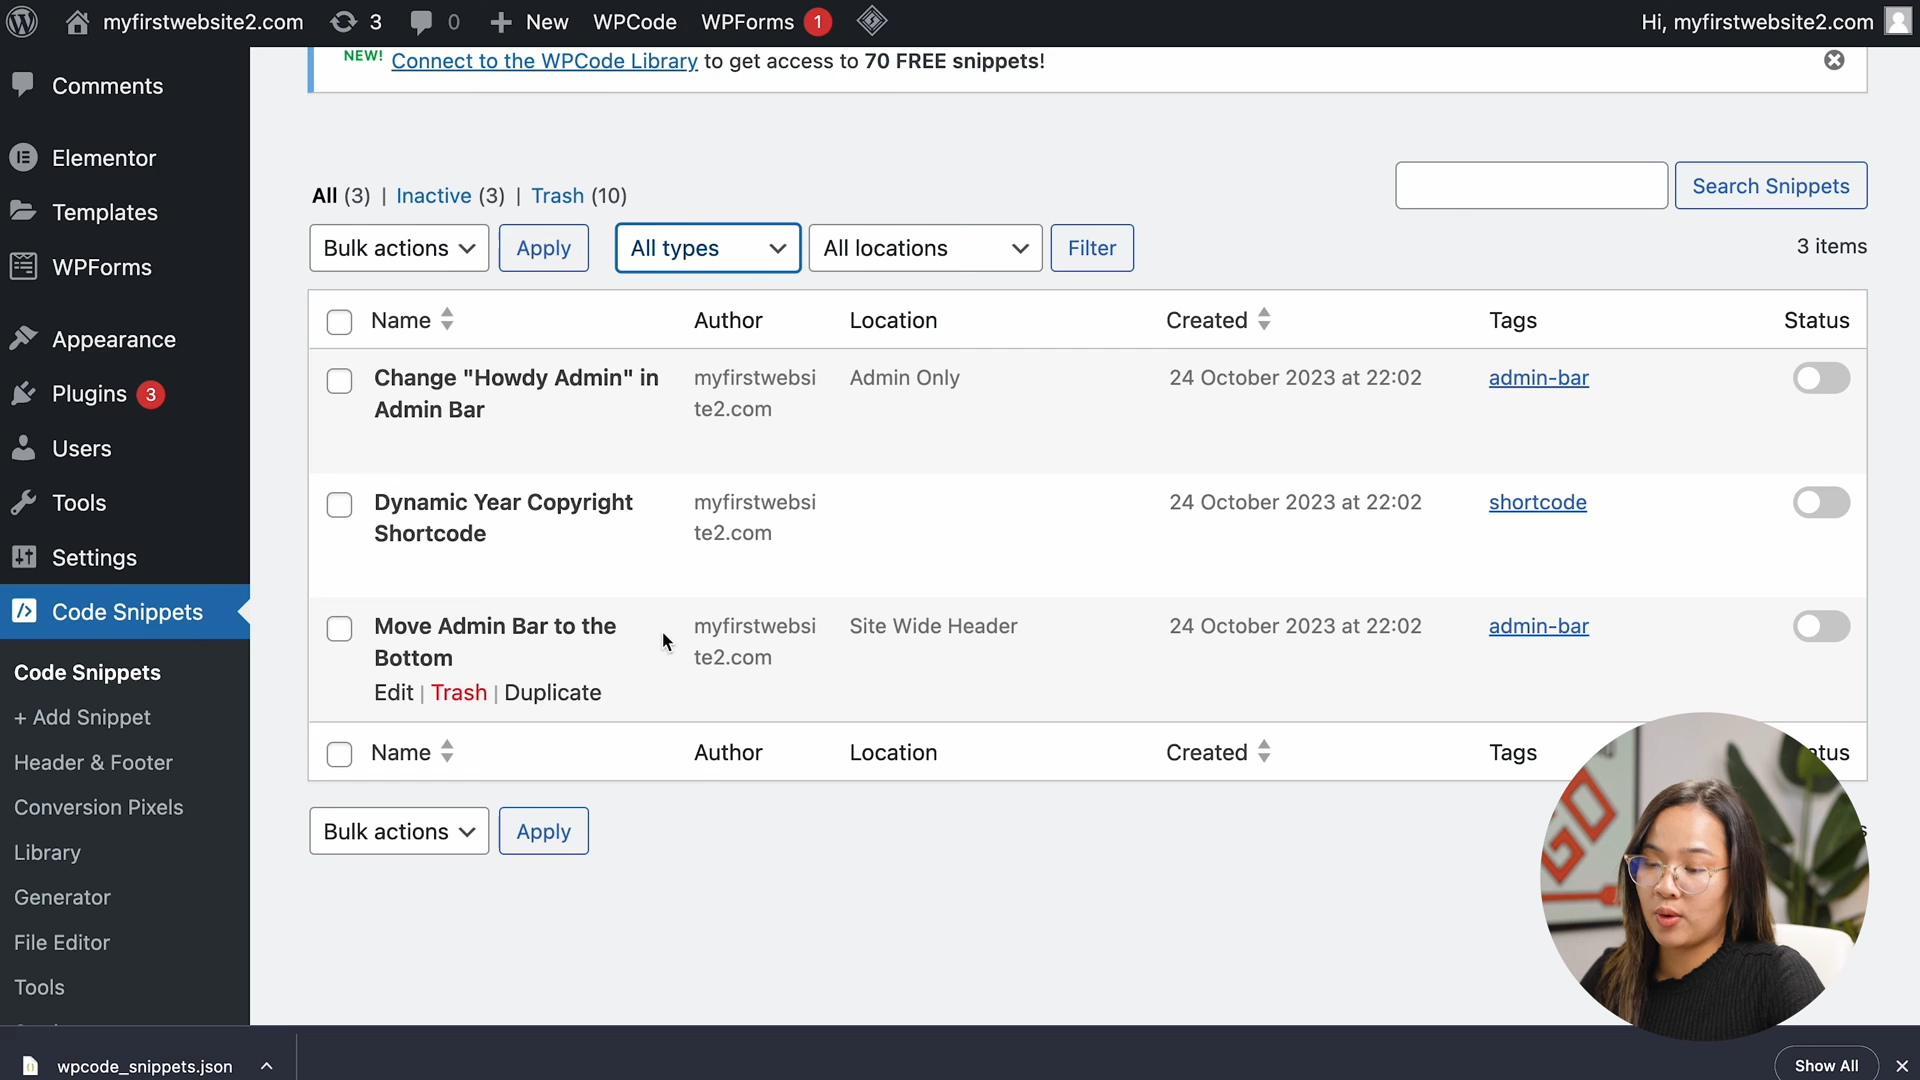 myfirstwebsite2.com 3 0 New WPCode WPForms 1 Hi, myfirstwebsite2.com
NEW! Connect to the WPCode Library to get access to 70 FREE snippets!
Comments
Elementor
Templates
WPForms
Appearance
Plugins 3
Users
Tools
Settings
Code Snippets
Code Snippets
+ Add Snippet
Header & Footer
Conversion Pixels
Library
Generator
File Editor
Tools
All (3) | Inactive (3) | Trash (10)
Search Snippets
Bulk actions Apply All types All locations Filter 3 items
Name Author Location Created Tags Status
Change "Howdy Admin" in myfirstwebsi Admin Only 24 October 2023 at 22:02 admin-bar
Admin Bar te2.com
Dynamic Year Copyright myfirstwebsi 24 October 2023 at 22:02 shortcode
Shortcode te2.com
Move Admin Bar to the myfirstwebsi Site Wide Header 24 October 2023 at 22:02 admin-bar
Bottom te2.com
Edit | Trash | Duplicate
Name Author Location Created Tags
Bulk actions Apply
wpcode_snippets.json Show All